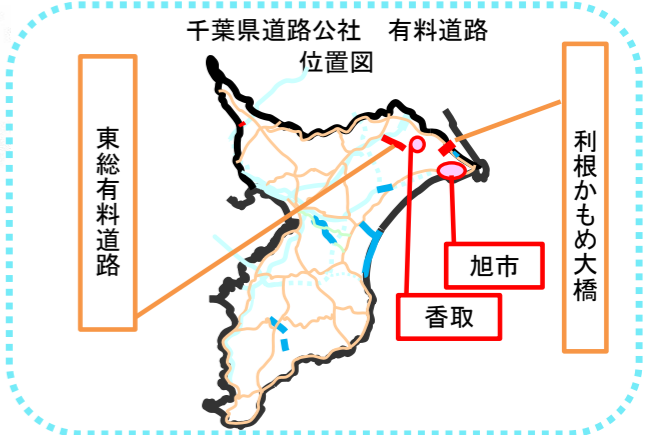 千葉県道路公社　有料道路
位置図
東総有料道路
利根かもめ大橋
旭市
香取